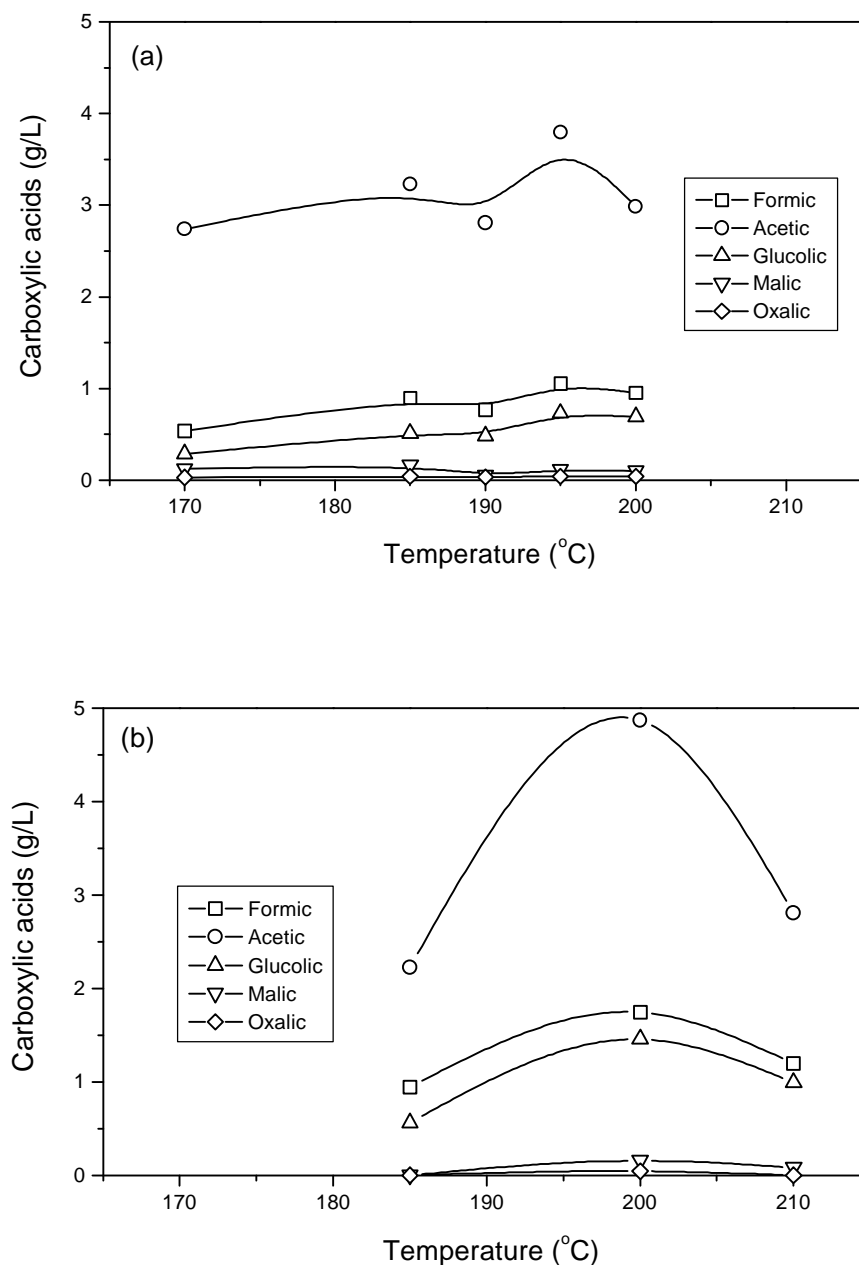 (a)
Carboxylic acids (g/L)
5
4
3
2
1
0
Formic
Acetic
Glucolic
Malic
Oxalic
170
180
190
200
210
Temperature (°C)
(b)
Carboxylic acids (g/L)
5
4
3
2
1
0
Formic
Acetic
Glucolic
Malic
Oxalic
170
180
190
200
210
Temperature (°C)